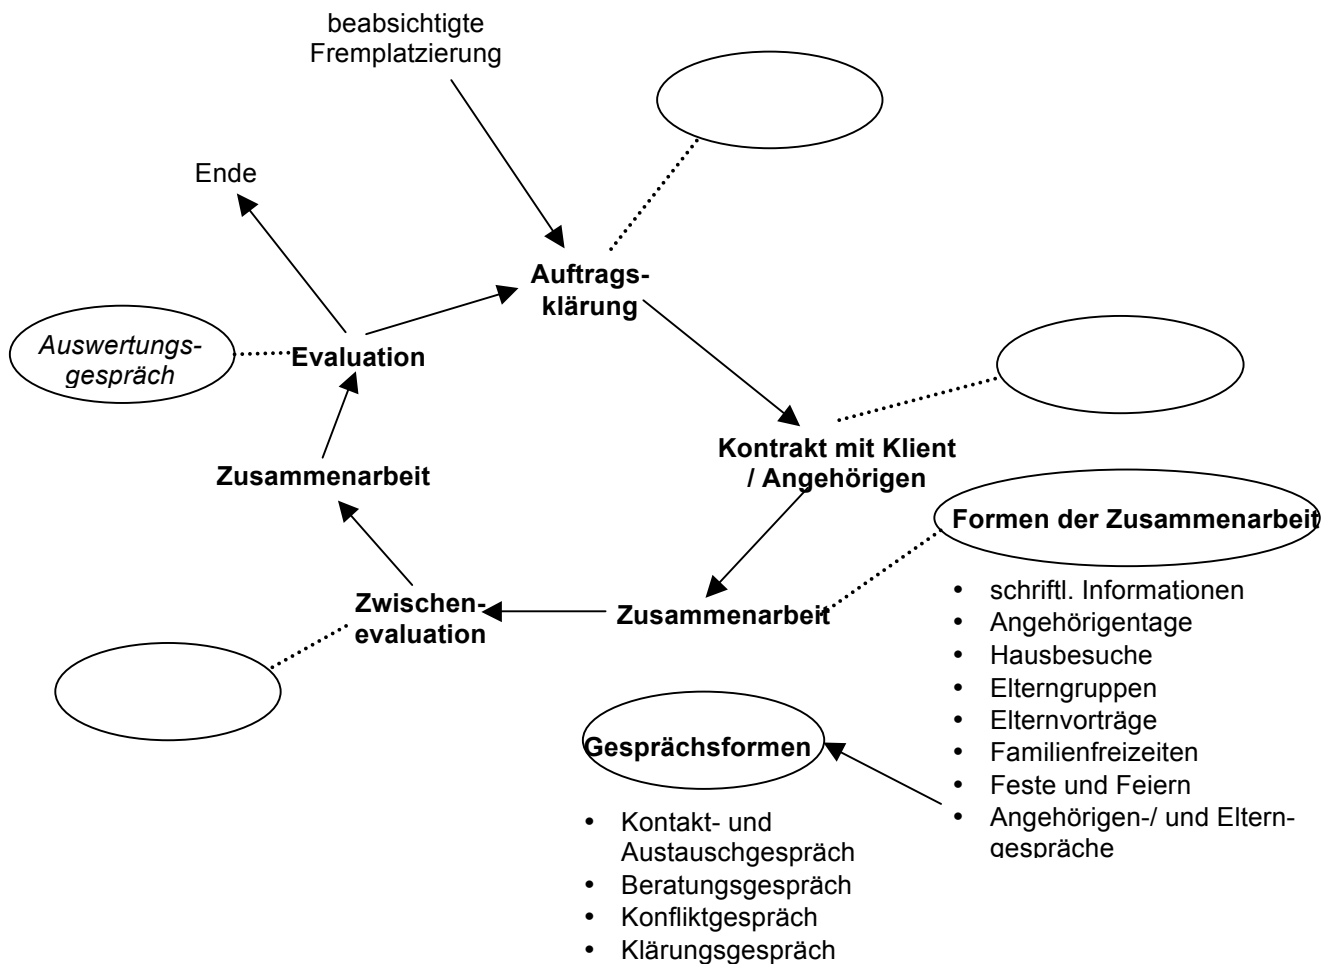 beabsichtigte
Fremplatzierung
Ende
Auftrags-
klärung
Auswertungs-
gespräch
Evaluation
Kontrakt mit Klient
/ Angehörigen
Zusammenarbeit
Formen der Zusammenarbeit
• schriftl. Informationen
• Angehörigentage
• Hausbesuche
• Elterngruppen
• Elternvorträge
• Familienfreizeiten
• Feste und Feiern
• Angehörigen-/ und Eltern-
gespräche
Zwischen-
evaluation
Zusammenarbeit
Gesprächsformen
• Kontakt- und
Austauschgespräch
• Beratungsgespräch
• Konfliktgespräch
• Klärungsgespräch